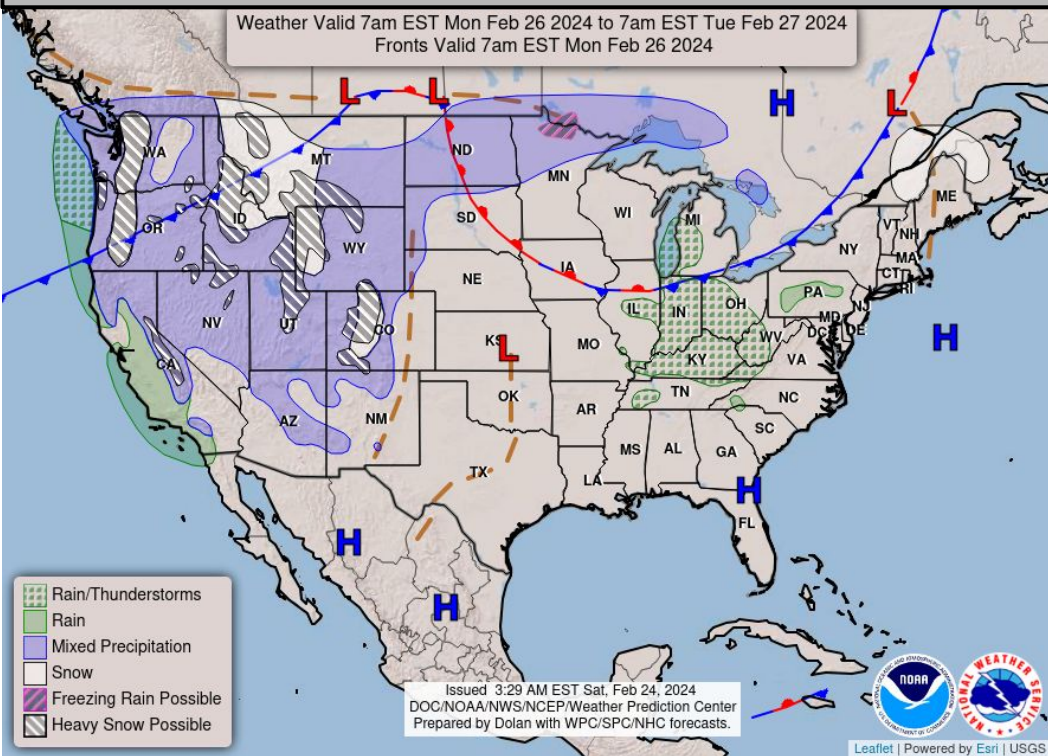 Weather Valid 7am EST Mon Feb 26 2024 to 7am EST Tue Feb 27 2024
Fronts Valid 7am EST Mon Feb 26 2024
H
L
L
L
WA
MT
ND
MN
ME
OR
ID
WY
SD
WI
MI
VT
NH
NY
MA
CT
RI
NE
IA
NV
UT
CO
IL
IN
OH
PA
NJ
MD
DE
DC
H
CA
KS
L
MO
WV
KY
VA
AZ
NM
OK
AR
TN
NC
SC
TX
MS
AL
GA
LA
H
FL
H
H
Rain/Thunderstorms
Rain
Mixed Precipitation
Snow
Freezing Rain Possible
Heavy Snow Possible
Issued 3:29 AM EST Sat, Feb 24, 2024
DOC/NOAA/NWS/NCEP/Weather Prediction Center
Prepared by Dolan with WPC/SPC/NHC forecasts.
NOAA
NATIONAL WEATHER SERVICE
Leaflet | Powered by Esri | USGS